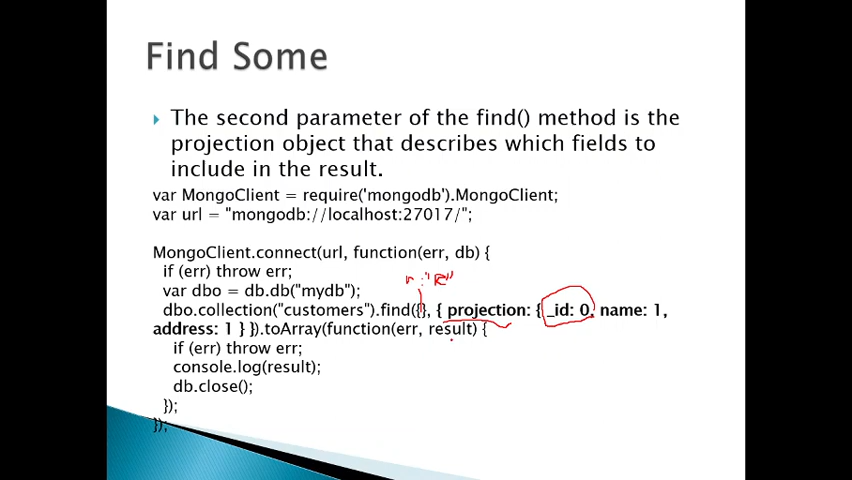 Find Some
The second parameter of the find() method is the
projection object that describes which fields to
include in the result.
var MongoClient = require('mongodb').MongoClient;
var url = "mongodb://localhost:27017/";
MongoClient.connect(url, function(err, db) {
if (err) throw err;
var dbo = db.db("mydb");
dbo.collection("customers").find({}, { projection: { _id: 0, name: 1,
address: 1 } }).toArray(function(err, result) {
if (err) throw err;
console.log(result);
db.close();
});
});